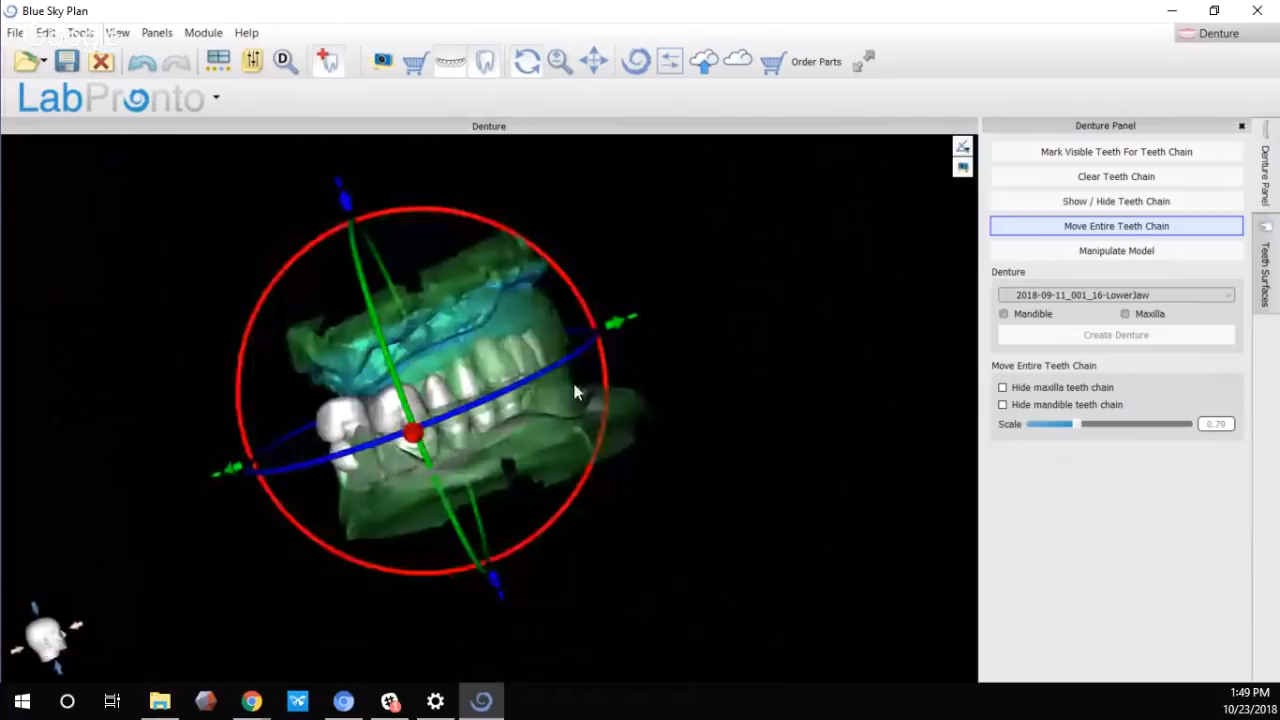 Blue Sky Plan
File Edit Tools View Panels Module Help
Google
Denture
D
Order Parts
LabPronto
Denture
Denture Panel
Mark Visible Teeth For Teeth Chain
Clear Teeth Chain
Show / Hide Teeth Chain
Move Entire Teeth Chain
Manipulate Model
Denture
2018-09-11_001_16-LowerJaw
Mandible Maxilla
Create Denture
Move Entire Teeth Chain
Hide maxilla teeth chain
Hide mandible teeth chain
Scale 0.79
Denture Panel
Teeth Surfaces
1
1:49 PM
10/23/2018